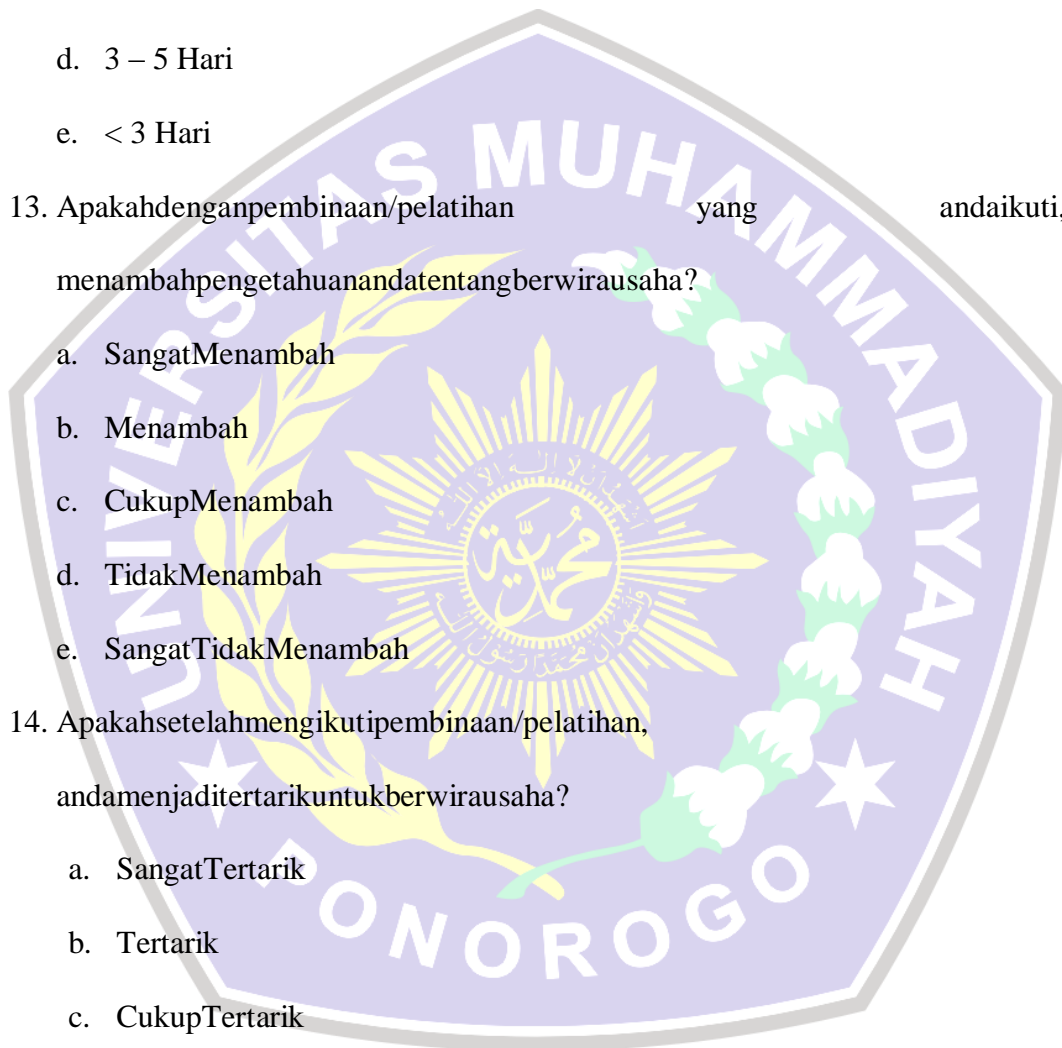 d. 3 – 5 Hari
e. < 3 Hari
13. Apakahdenganpembinaan/pelatihan yang andaikuti,
menambahpengetahuanandatentangberwirausaha?
a. SangatMenambah
b. Menambah
c. CukupMenambah
d. TidakMenambah
e. SangatTidakMenambah
14. Apakahsetelahmengikutipembinaan/pelatihan,
andamenjaditertarikuntukberwirausaha?
a. SangatTertarik
b. Tertarik
c. CukupTertarik
UNIVERSITAS MUHAMMADIYAH
PONOROGO
محمدية